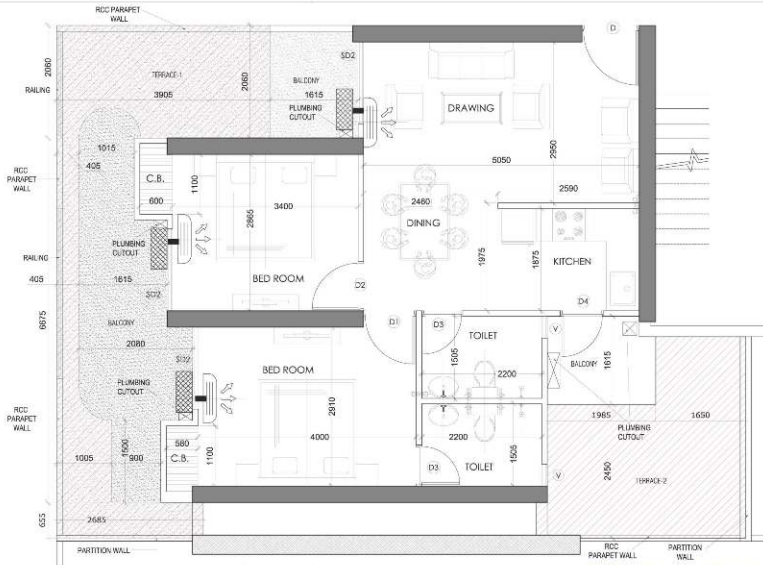 RCC PARAPET
WALL
D
2060
TERRACE-1
2060
SD2
BALCONY
RAILING
3905
1615
PLUMBING
CUTOUT
DRAWING
1015
2950
5050
405
RCC
PARAPET
WALL
C.B.
1100
2590
600
2865
3400
2460
DINING
PLUMBING
CUTOUT
1975
1875
KITCHEN
RAILING
405
1615
BED ROOM
D2
SD2
D4
6675
BALCONY
D1
D3
TOILET
V
2080
SD2
1505
BALCONY
1615
BED ROOM
2200
PLUMBING
CUTOUT
2910
RCC
PARAPET
WALL
1985
1650
1500
580
4000
2200
PLUMBING
CUTOUT
1005
900
C.B.
1100
D3
TOILET
1505
V
2450
TERRACE-2
655
2685
PARTITION WALL
RCC
PARAPET WALL
PARTITION
WALL